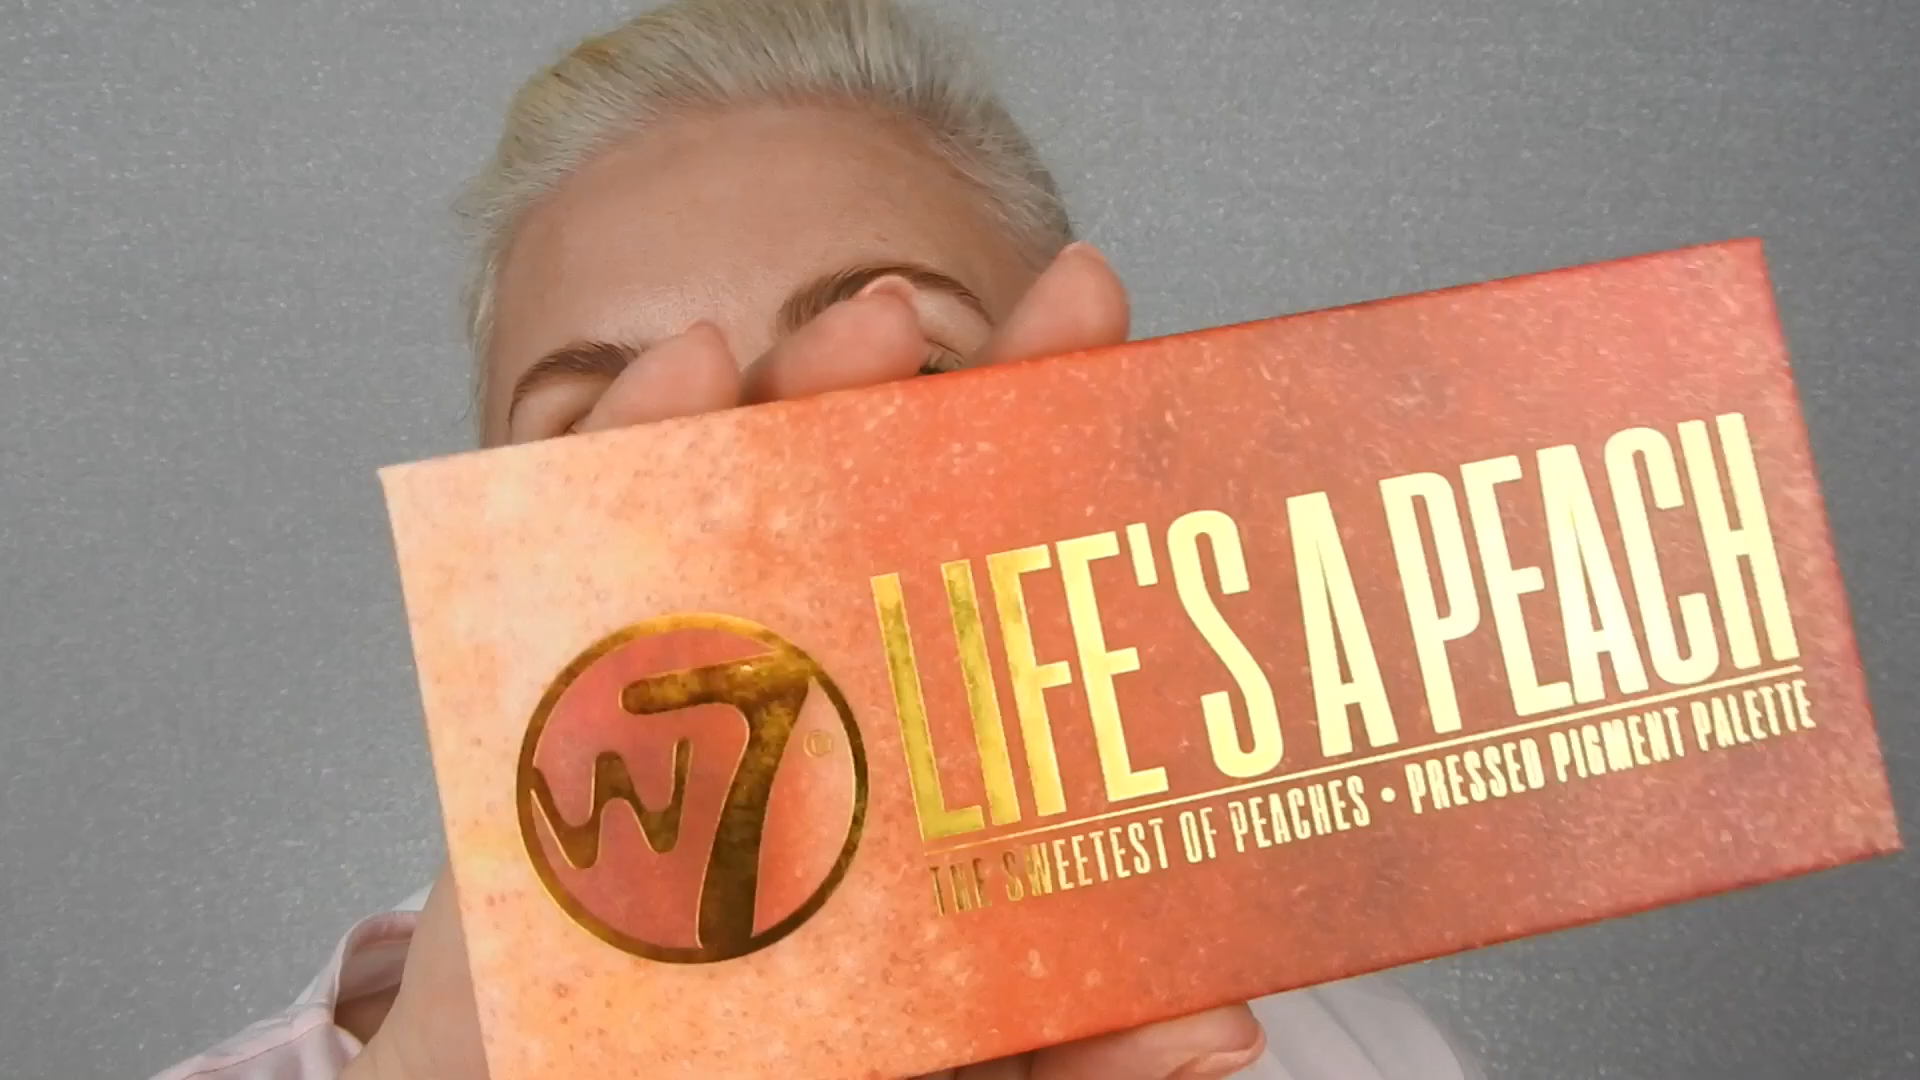 W7®
LIFE'S A PEACH
THE SWEETEST OF PEACHES • PRESSED PIGMENT PALETTE